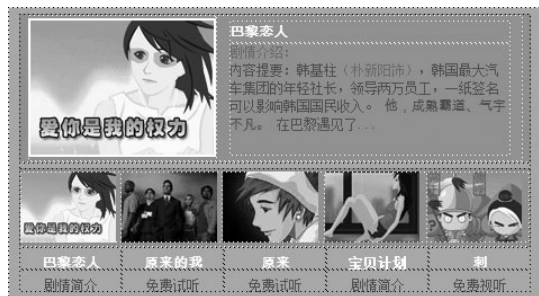 爱你是我的权力
巴黎恋人
剧情介绍:
内容提要:韩基柱(朴新阳沛),韩国最大汽
车集团的年轻社长,领导两万员工,一纸签名
可以影响韩国国民收入。 他,成熟霸道、气宇
不凡。 在巴黎遇见了...
爱你是我的权力
巴黎恋人 原来的我 原来 宝贝计划 刺
剧情简介 免费试听 免费试听 剧情简介 免费视听